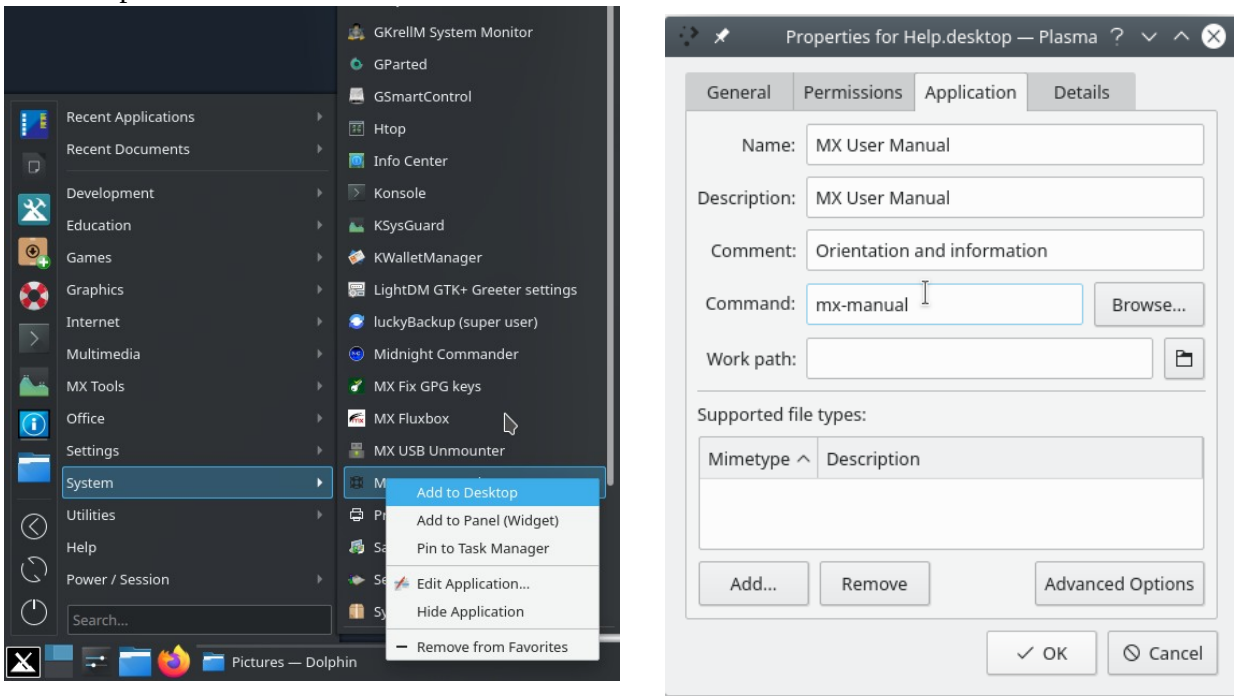 GKrellM System Monitor
GParted
GSmartControl
Htop
Info Center
Konsole
KSysGuard
KWalletManager
LightDM GTK+ Greeter settings
luckyBackup (super user)
Midnight Commander
MX Fix GPG keys
MX Fluxbox
MX USB Unmounter
Recent Applications
Recent Documents
Development
Education
Games
Graphics
Internet
Multimedia
MX Tools
Office
Settings
System
Utilities
Help
Power / Session
Search...
Add to Desktop
Add to Panel (Widget)
Pin to Task Manager
Edit Application...
Hide Application
Remove from Favorites
Pictures — Dolphin
Properties for Help.desktop — Plasma
General Permissions Application Details
Name: MX User Manual
Description: MX User Manual
Comment: Orientation and information
Command: mx-manual Browse...
Work path:
Supported file types:
Mimetype Description
Add... Remove Advanced Options
OK Cancel